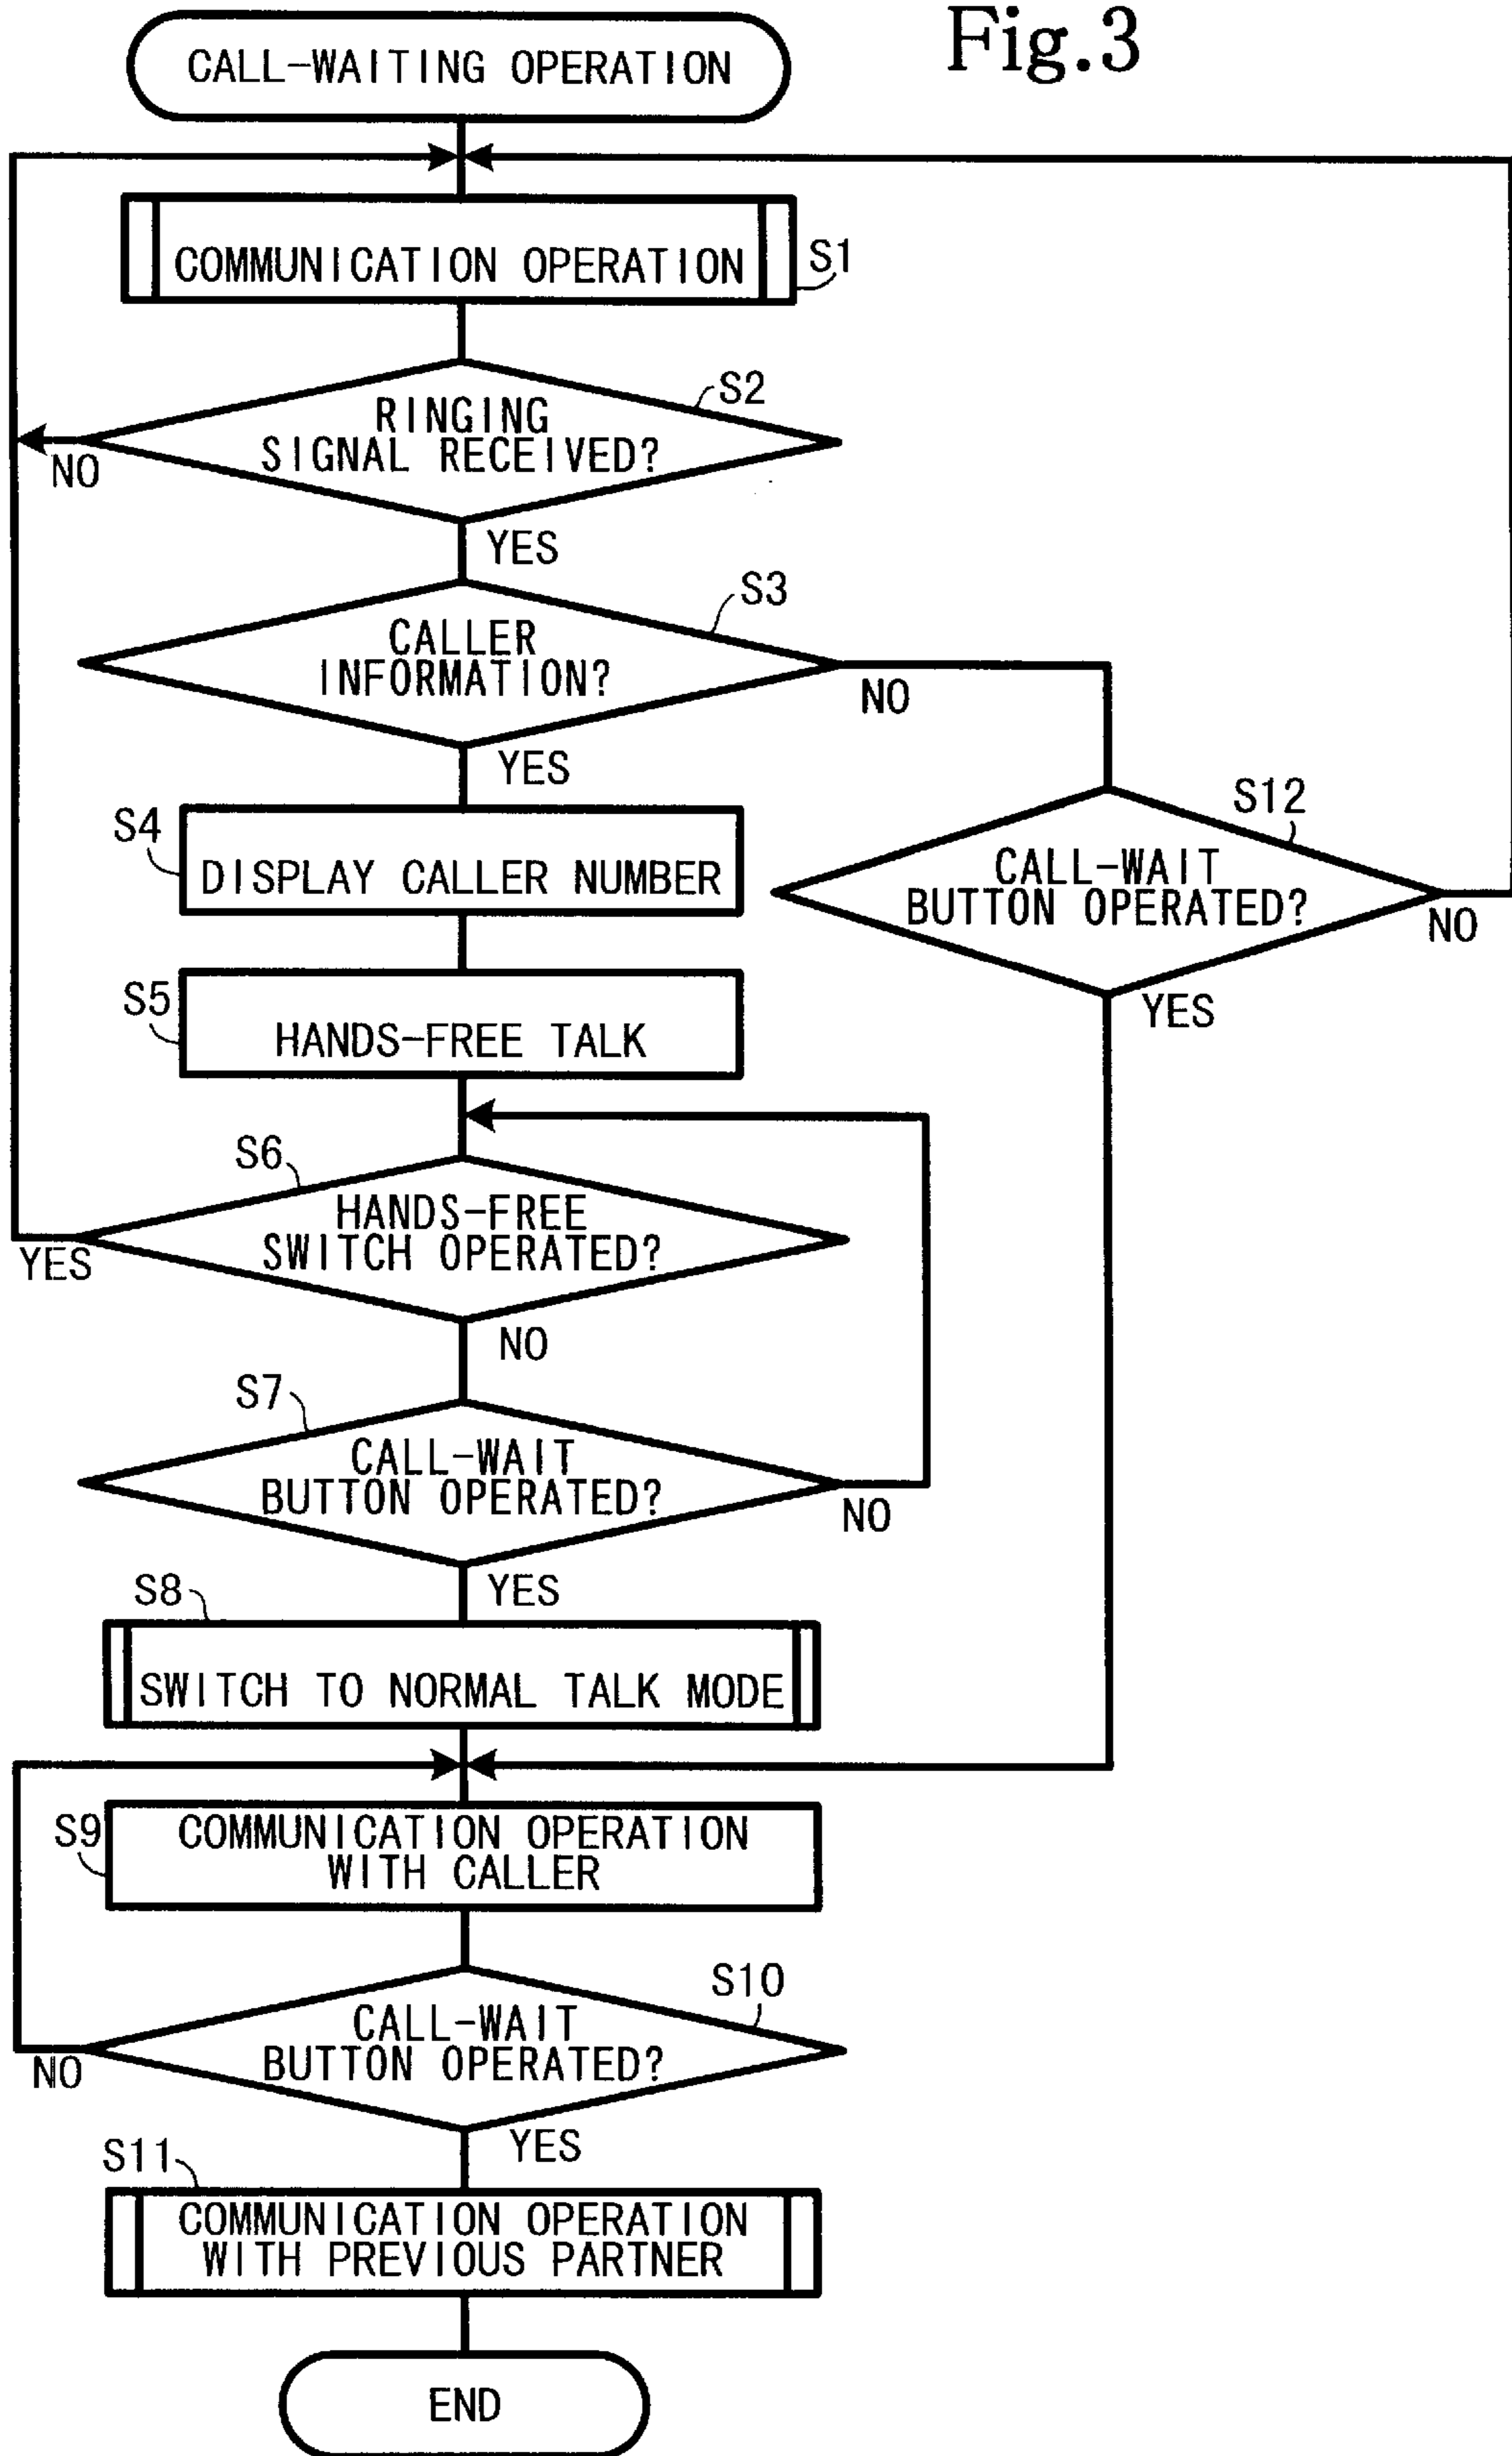 Fig.3
CALL-WAITING OPERATION
COMMUNICATION OPERATION
S1
S2
RINGING
SIGNAL RECEIVED?
NO
YES
S3
CALLER
INFORMATION?
NO
YES
S4
DISPLAY CALLER NUMBER
S12
CALL-WAIT
BUTTON OPERATED?
NO
YES
S5
HANDS-FREE TALK
S6
HANDS-FREE
SWITCH OPERATED?
YES
NO
S7
CALL-WAIT
BUTTON OPERATED?
NO
YES
S8
SWITCH TO NORMAL TALK MODE
S9
COMMUNICATION OPERATION
WITH CALLER
S10
CALL-WAIT
BUTTON OPERATED?
NO
YES
S11
COMMUNICATION OPERATION
WITH PREVIOUS PARTNER
END